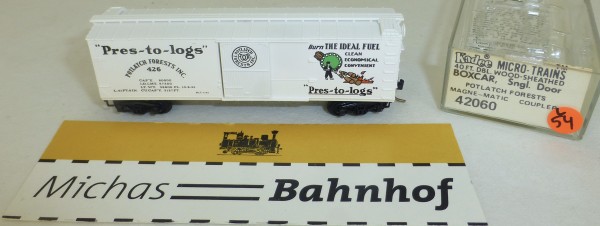 "Pres-to-logs"
POTLATCH FORESTS INC.
426
Burn THE IDEAL FUEL
CLEAN
ECONOMICAL
CONVENIENT
"Pres-to-logs"
Kadee MICRO-TRAINS
40 FT. DBL WOOD-SHEATHED
BOXCAR, Sngl. Door
POTLATCH FORESTS
MAGNE-MATIC COUPLER
42060
54
Michas Bahnhof